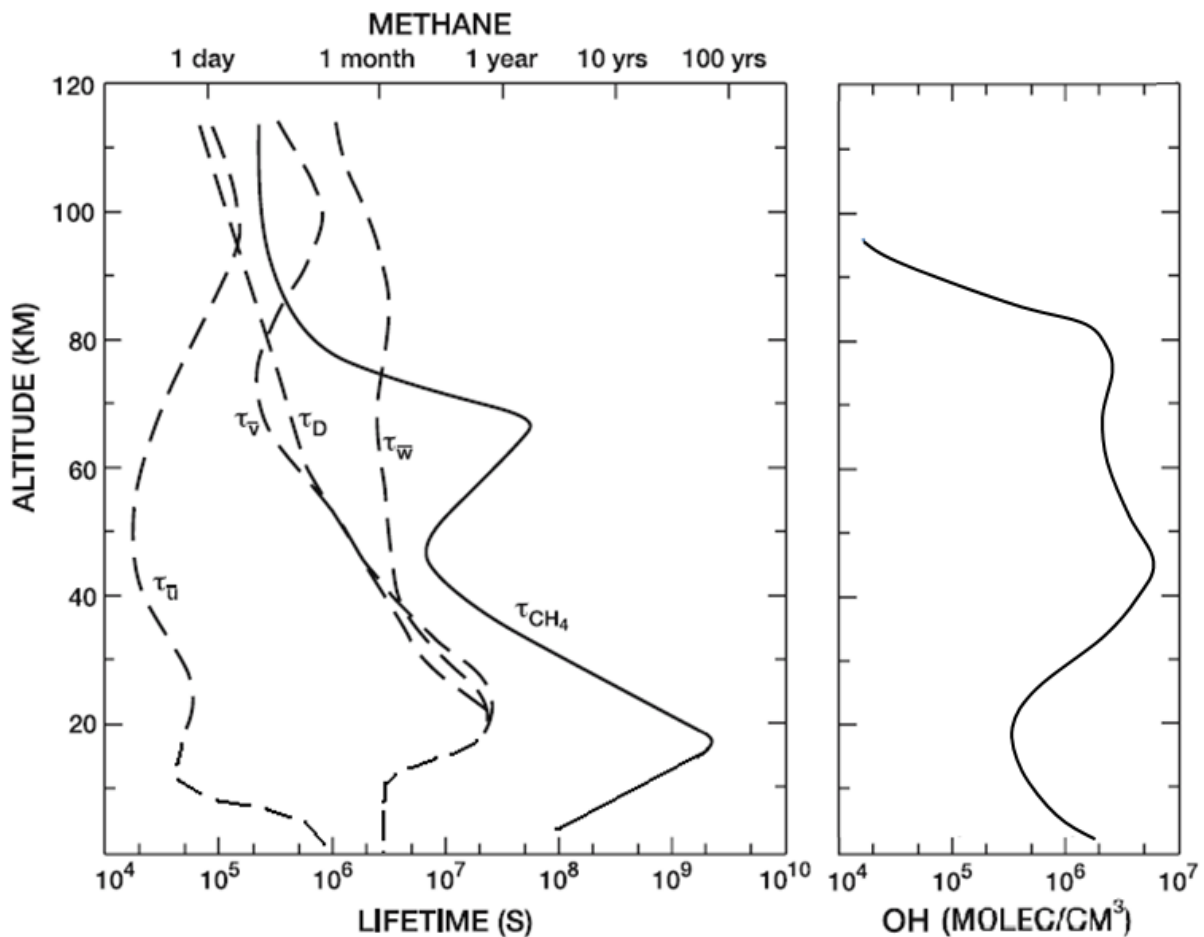 METHANE
1 day 1 month 1 year 10 yrs 100 yrs
120
100
80
60
40
20
ALTITUDE (KM)
τv̅ τD τw̅
τu̅ τCH₄
10⁴ 10⁵ 10⁶ 10⁷ 10⁸ 10⁹ 10¹⁰
LIFETIME (S)
10⁴ 10⁵ 10⁶ 10⁷
OH (MOLEC/CM³)